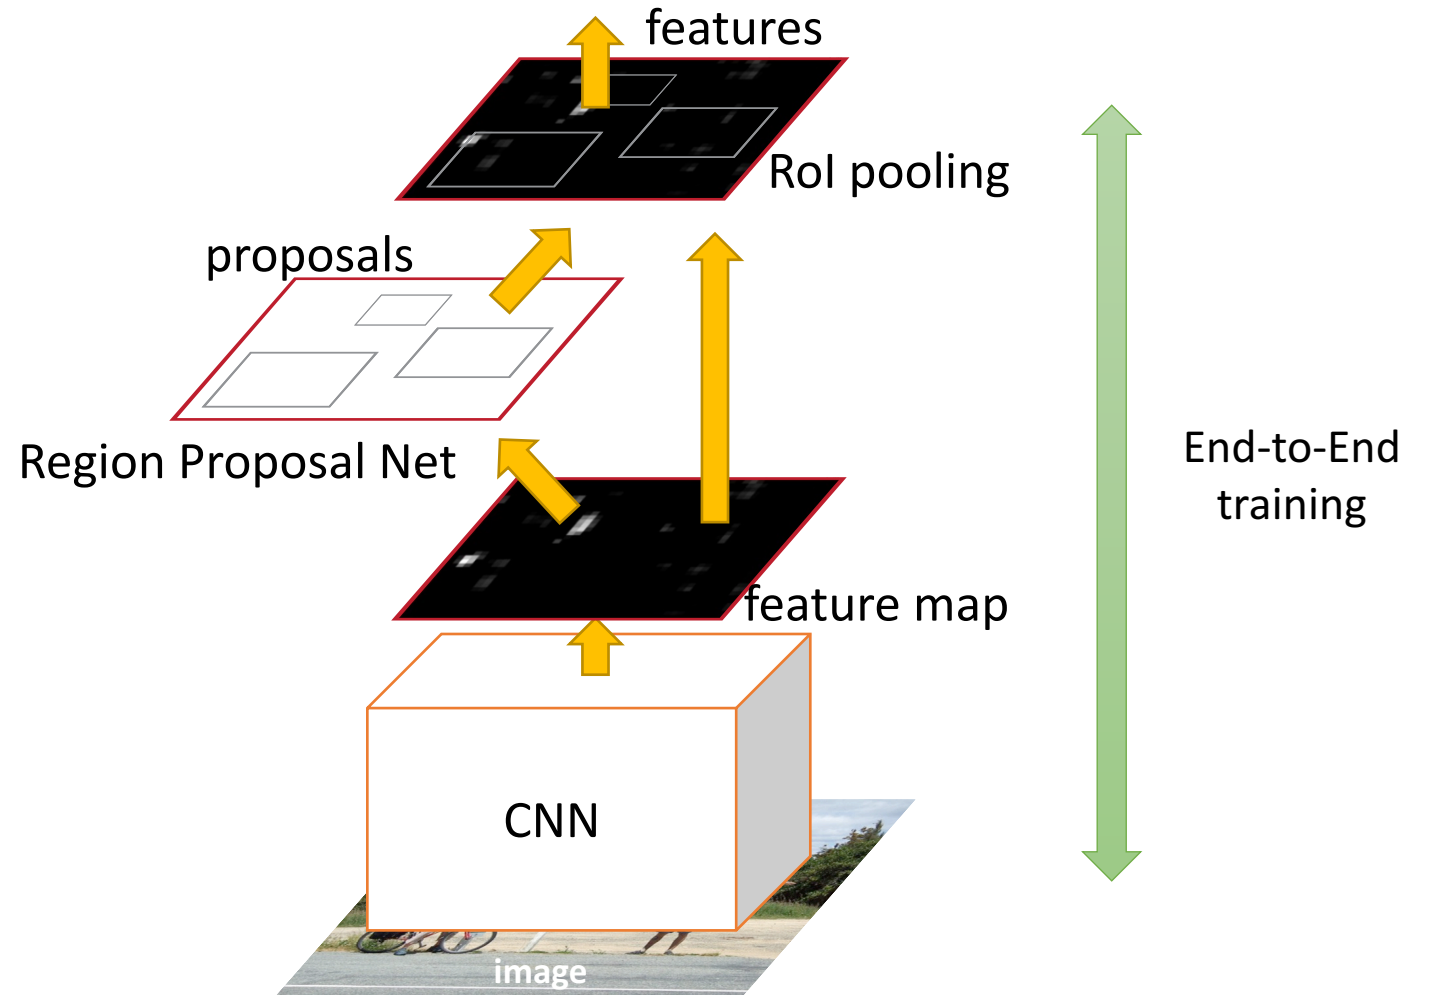 features
RoI pooling
proposals
Region Proposal Net
End-to-End
training
feature map
CNN
image